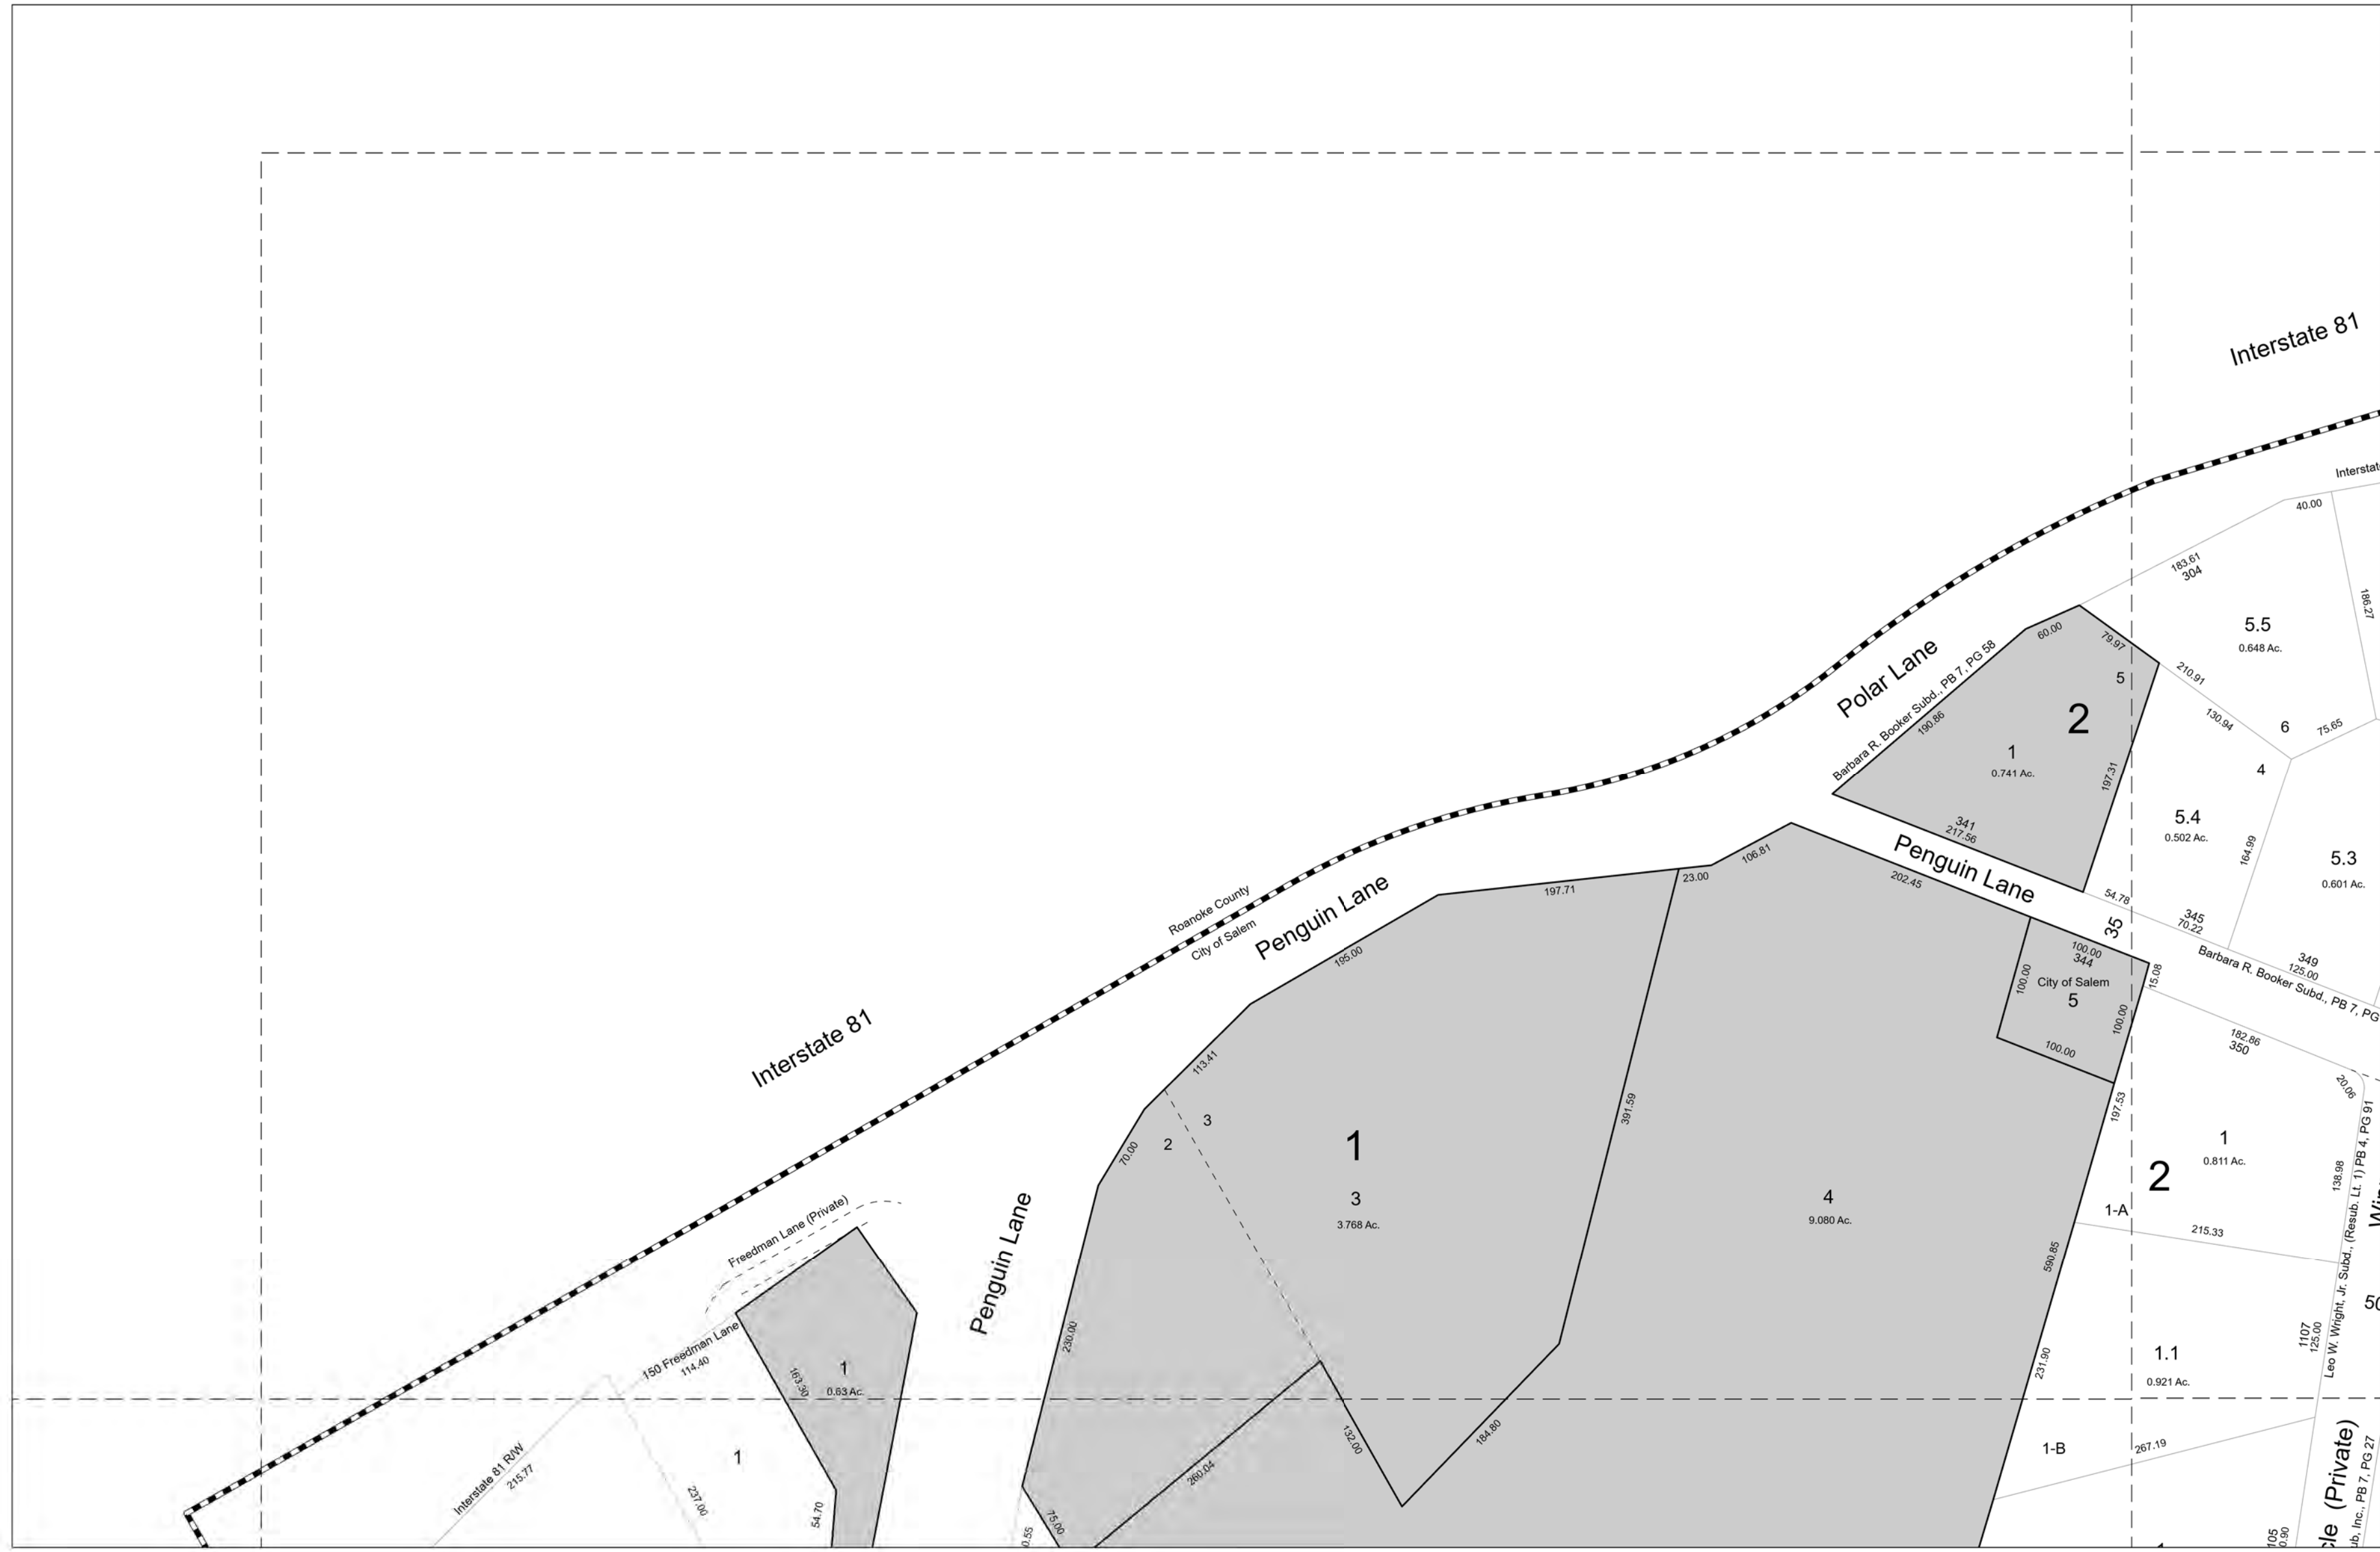 Interstate 81
40.00
183.61
304
186.27
5.5
0.648 Ac.
60.00
79.97
5
Polar Lane
Barbara R. Booker Subd., PB 7, PG 58
190.86
2
210.91
130.94
6
75.65
1
0.741 Ac.
197.31
4
5.4
0.502 Ac.
341
217.56
164.99
5.3
0.601 Ac.
106.81
23.00
197.71
Penguin Lane
202.45
54.78
345
70.22
35
349
125.00
Barbara R. Booker Subd., PB 7, PG
Roanoke County
City of Salem
Penguin Lane
195.00
100.00
344
City of Salem
5
100.00
100.00
100.00
15.08
182.86
350
20.06
Interstate 81
113.41
391.59
197.53
70.00
2
3
1
3
3.768 Ac.
4
9.080 Ac.
1
0.811 Ac.
2
1-A
138.98
215.33
590.85
Leo W. Wright, Jr. Subd., (Resub. Lt. 1) PB 4, PG 91
Freedman Lane (Private)
Penguin Lane
230.00
150 Freedman Lane
114.40
163.30
1
0.63 Ac.
1107
125.00
231.90
1.1
0.921 Ac.
Interstate 81 R/W
215.77
1
237.00
54.70
75.00
260.04
132.00
184.80
1-B
267.19
(Private)
Inc., PB 7, PG 27